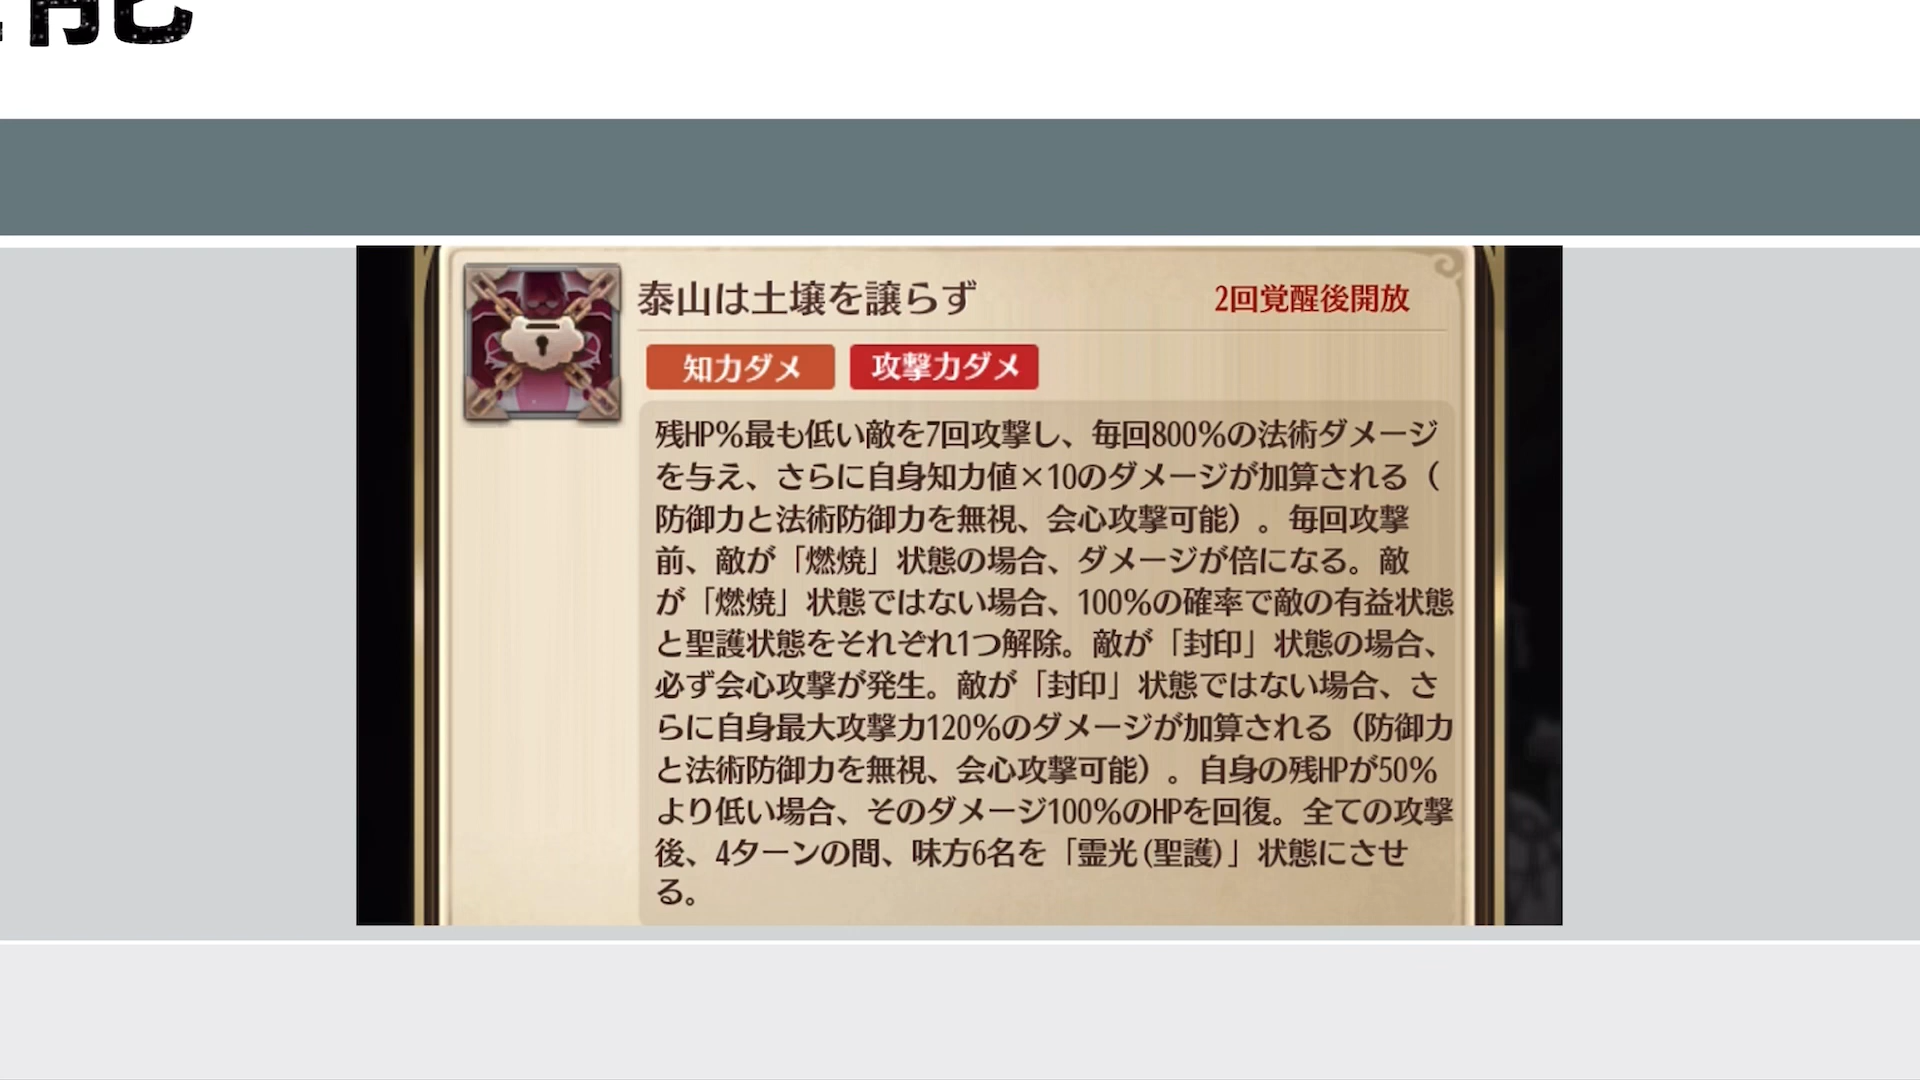 能
泰山は土壌を譲らず
2回覚醒後開放
知力ダメ 攻撃力ダメ
残HP%最も低い敵を7回攻撃し、毎回800%の法術ダメージ
を与え、さらに自身知力値×10のダメージが加算される（
防御力と法術防御力を無視、会心攻撃可能）。毎回攻撃
前、敵が「燃焼」状態の場合、ダメージが倍になる。敵
が「燃焼」状態ではない場合、100%の確率で敵の有益状態
と聖護状態をそれぞれ1つ解除。敵が「封印」状態の場合、
必ず会心攻撃が発生。敵が「封印」状態ではない場合、さ
らに自身最大攻撃力120%のダメージが加算される（防御力
と法術防御力を無視、会心攻撃可能）。自身の残HPが50%
より低い場合、そのダメージ100%のHPを回復。全ての攻撃
後、4ターンの間、味方6名を「霊光(聖護)」状態にさせ
る。